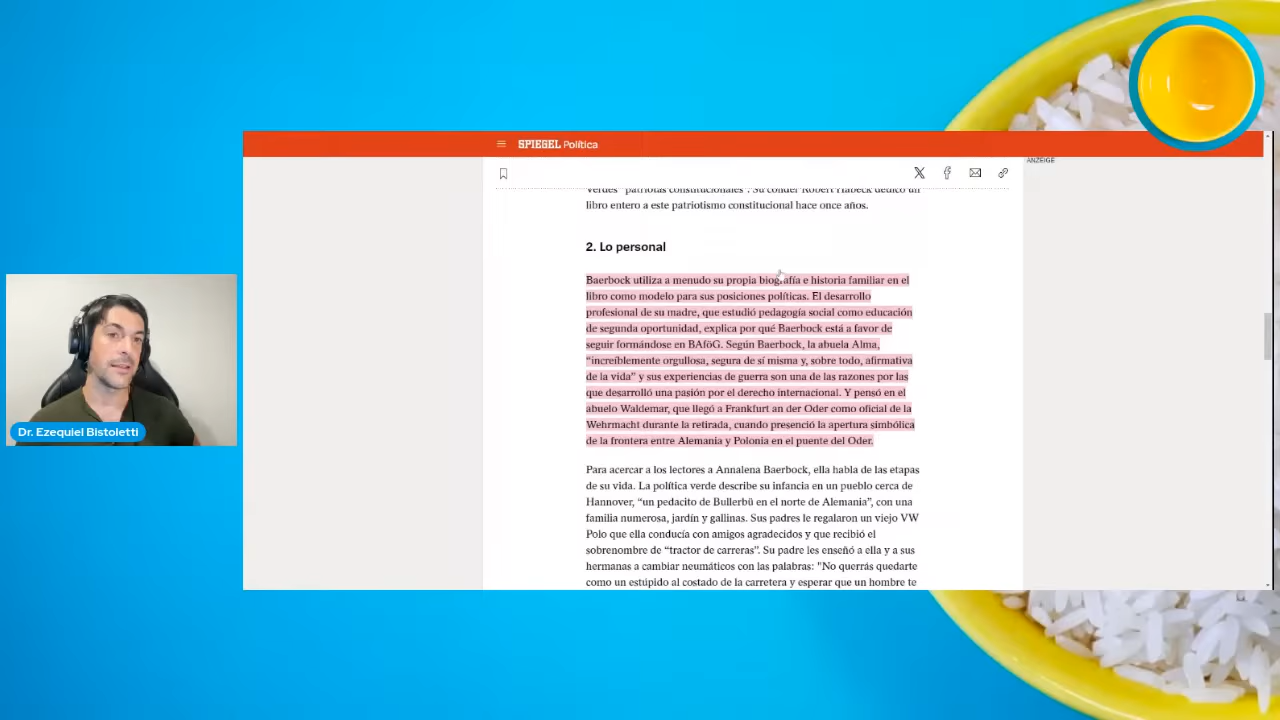 SPIEGEL Política
ANZEIGE
Verdes "patriotas constitucionales". Su cohlíder Robert Habeck dedicó un
libro entero a este patriotismo constitucional hace once años.
2. Lo personal
Baerbock utiliza a menudo su propia biografía e historia familiar en el
libro como modelo para sus posiciones políticas. El desarrollo
profesional de su madre, que estudió pedagogía social como educación
de segunda oportunidad, explica por qué Baerbock está a favor de
seguir formándose en BAföG. Según Baerbock, la abuela Alma,
“increíblemente orgullosa, segura de sí misma y, sobre todo, afirmativa
de la vida” y sus experiencias de guerra son una de las razones por las
que desarrolló una pasión por el derecho internacional. Y pensó en el
abuelo Waldemar, que llegó a Frankfurt an der Oder como oficial de la
Wehrmacht durante la retirada, cuando presenció la apertura simbólica
de la frontera entre Alemania y Polonia en el puente del Oder.
Para acercar a los lectores a Annalena Baerbock, ella habla de las etapas
de su vida. La política verde describe su infancia en un pueblo cerca de
Hannover, “un pedacito de Bullerbü en el norte de Alemania”, con una
familia numerosa, jardín y gallinas. Sus padres le regalaron un viejo VW
Polo que ella conducía con amigos agradecidos y que recibió el
sobrenombre de “tractor de carreras”. Su padre les enseñó a ella y a sus
hermanas a cambiar neumáticos con las palabras: "No querrás quedarte
como un estúpido al costado de la carretera y esperar que un hombre te
Dr. Ezequiel Bistoletti